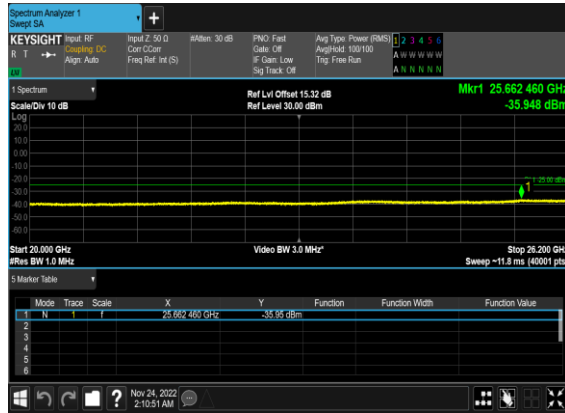 Spectrum Analyzer 1
Swept SA
+
KEYSIGHT Input: RF Input Z: 50 Ω #Atten: 30 dB PNO: Fast Avg Type: Power (RMS) 1 2 3 4 5 6
R T Coupling: DC Corr CCorr Gate: Off Avg|Hold: 100/100 A W W W W W
Align: Auto Freq Ref: Int (S) IF Gain: Low Trig: Free Run A N N N N N
LW Sig Track: Off
1 Spectrum Ref Lvl Offset 15.32 dB Mkr1 25.662 460 GHz
Scale/Div 10 dB Ref Level 30.00 dBm -35.948 dBm
Log
20.0
10.0
0.00
-10.0
-20.0
-25.00 dBm
-30.0
1
-40.0
-50.0
-60.0
Start 20.000 GHz Video BW 3.0 MHz* Stop 26.200 GHz
#Res BW 1.0 MHz Sweep ~11.8 ms (40001 pts)
5 Marker Table
Mode Trace Scale X Y Function Function Width Function Value
1 N 1 f 25.662 460 GHz -35.95 dBm
2
3
4
5
6
? Nov 24, 2022
2:10:51 AM